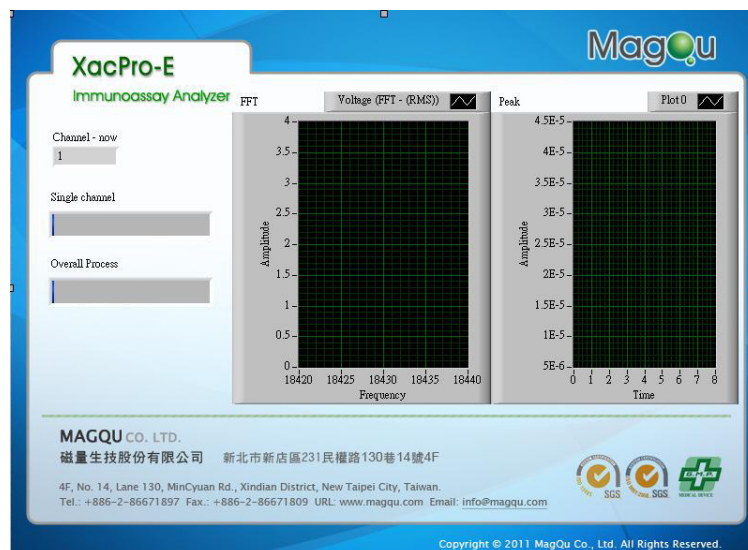 MagQu
XacPro-E
Immunoassay Analyzer
Channel - now
1
Single channel
Overall Process
FFT
Voltage (FFT - (RMS))
4
3.5
3
2.5
2
1.5
1
0.5
0
Amplitude
18420 18425 18430 18435 18440
Frequency
Peak
Plot 0
4.5E-5
4E-5
3.5E-5
3E-5
2.5E-5
2E-5
1.5E-5
1E-5
5E-6
Amplitude
0 1 2 3 4 5 6 7 8
Time
MAGQU CO. LTD.
磁量生技股份有限公司 新北市新店區231民權路130巷14號4F
4F, No. 14, Lane 130, MinCyuan Rd., Xindian District, New Taipei City, Taiwan.
Tel.: +886-2-86671897 Fax.: +886-2-86671809 URL: www.magqu.com Email: info@magqu.com
SGS
SGS
G.M.P.
MEDICAL DEVICE
Copyright © 2011 MagQu Co., Ltd. All Rights Reserved.